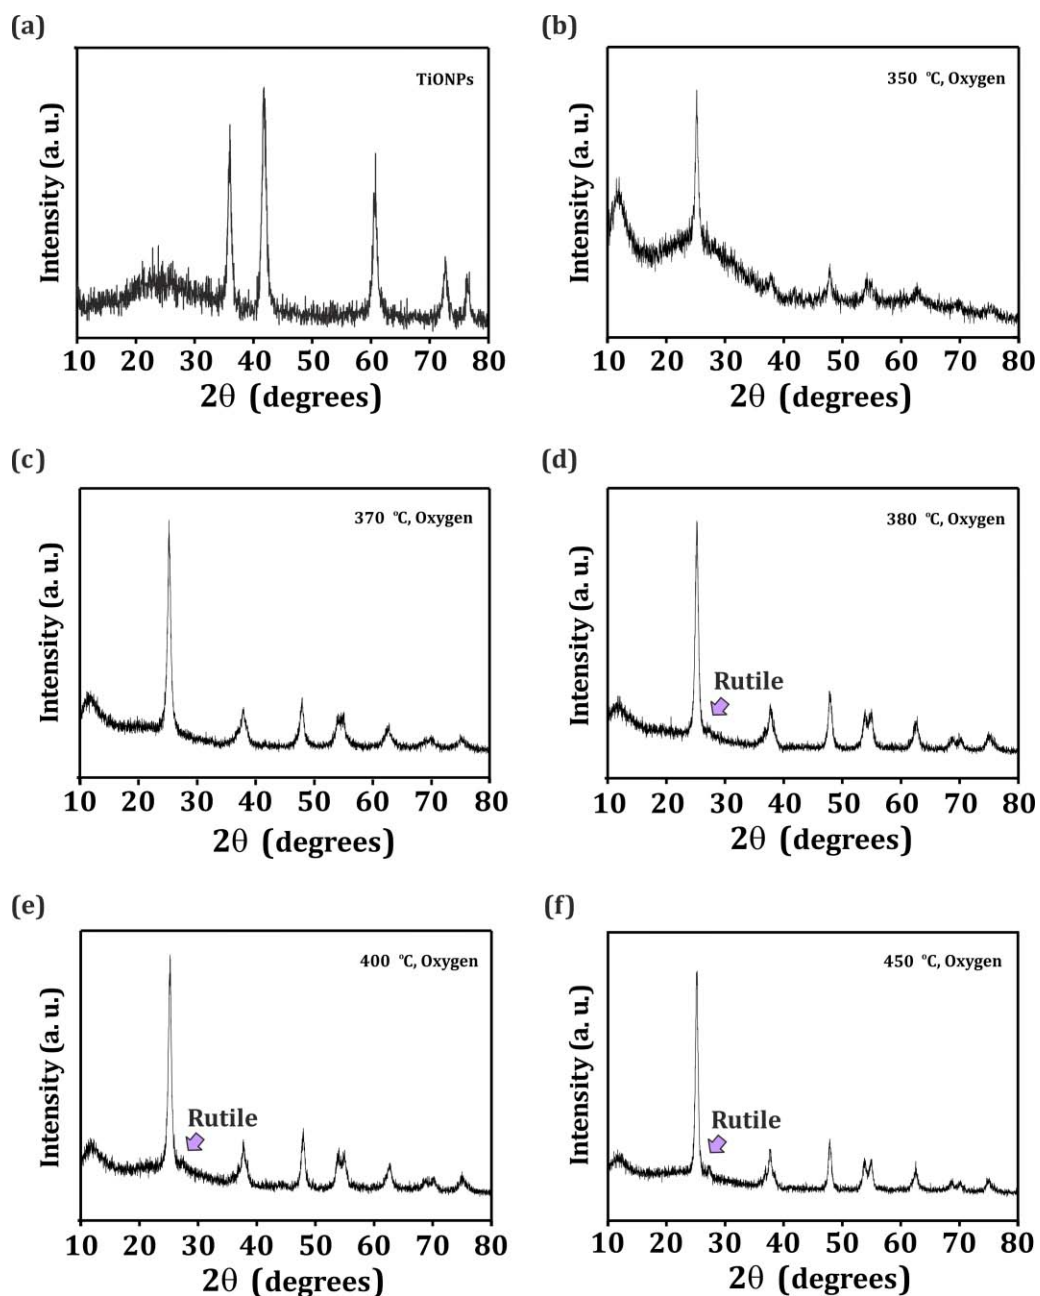 (a)
TiONPs
Intensity (a. u.)
10 20 30 40 50 60 70 80
2θ (degrees)
(b)
350 °C, Oxygen
Intensity (a. u.)
10 20 30 40 50 60 70 80
2θ (degrees)
(c)
370 °C, Oxygen
Intensity (a. u.)
10 20 30 40 50 60 70 80
2θ (degrees)
(d)
380 °C, Oxygen
Rutile
Intensity (a. u.)
10 20 30 40 50 60 70 80
2θ (degrees)
(e)
400 °C, Oxygen
Rutile
Intensity (a. u.)
10 20 30 40 50 60 70 80
2θ (degrees)
(f)
450 °C, Oxygen
Rutile
Intensity (a. u.)
10 20 30 40 50 60 70 80
2θ (degrees)